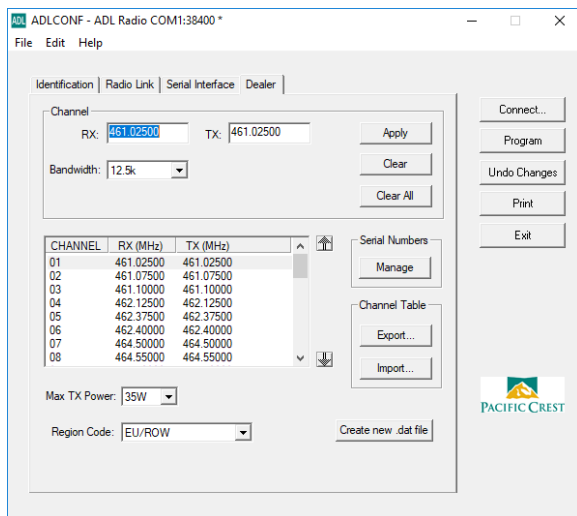 ADL ADLCONF - ADL Radio COM1:38400 *
File Edit Help
Identification Radio Link Serial Interface Dealer
Channel
RX: 461.02500 TX: 461.02500
Bandwidth: 12.5k
Apply
Clear
Clear All
CHANNEL RX (MHz) TX (MHz)
01 461.02500 461.02500
02 461.07500 461.07500
03 461.10000 461.10000
04 462.12500 462.12500
05 462.37500 462.37500
06 462.40000 462.40000
07 464.50000 464.50000
08 464.55000 464.55000
Serial Numbers
Manage
Channel Table
Export...
Import...
Max TX Power: 35W
Region Code: EU/ROW
Create new .dat file
Connect...
Program
Undo Changes
Print
Exit
PACIFIC CREST